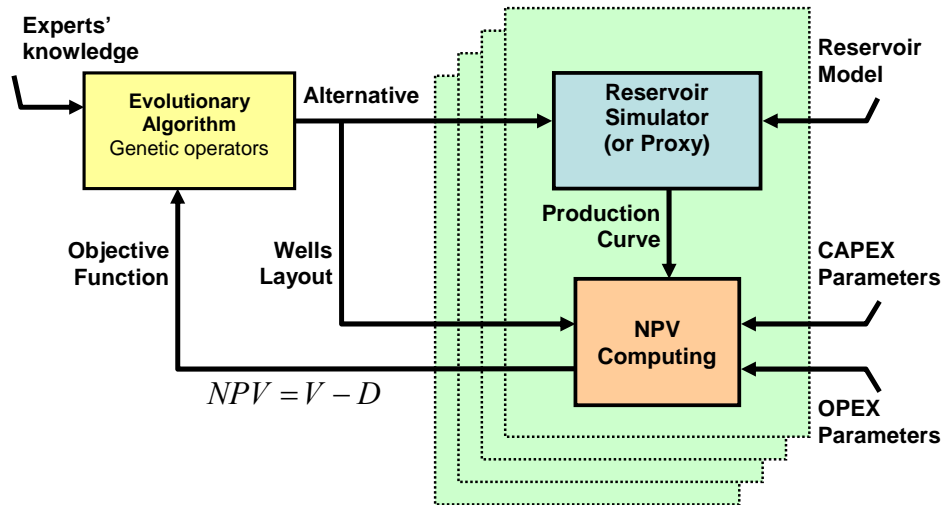 Experts'
knowledge
Evolutionary
Algorithm
Genetic operators
Alternative
Reservoir
Simulator
(or Proxy)
Reservoir
Model
Objective
Function
Wells
Layout
Production
Curve
CAPEX
Parameters
NPV
Computing
NPV = V − D
OPEX
Parameters